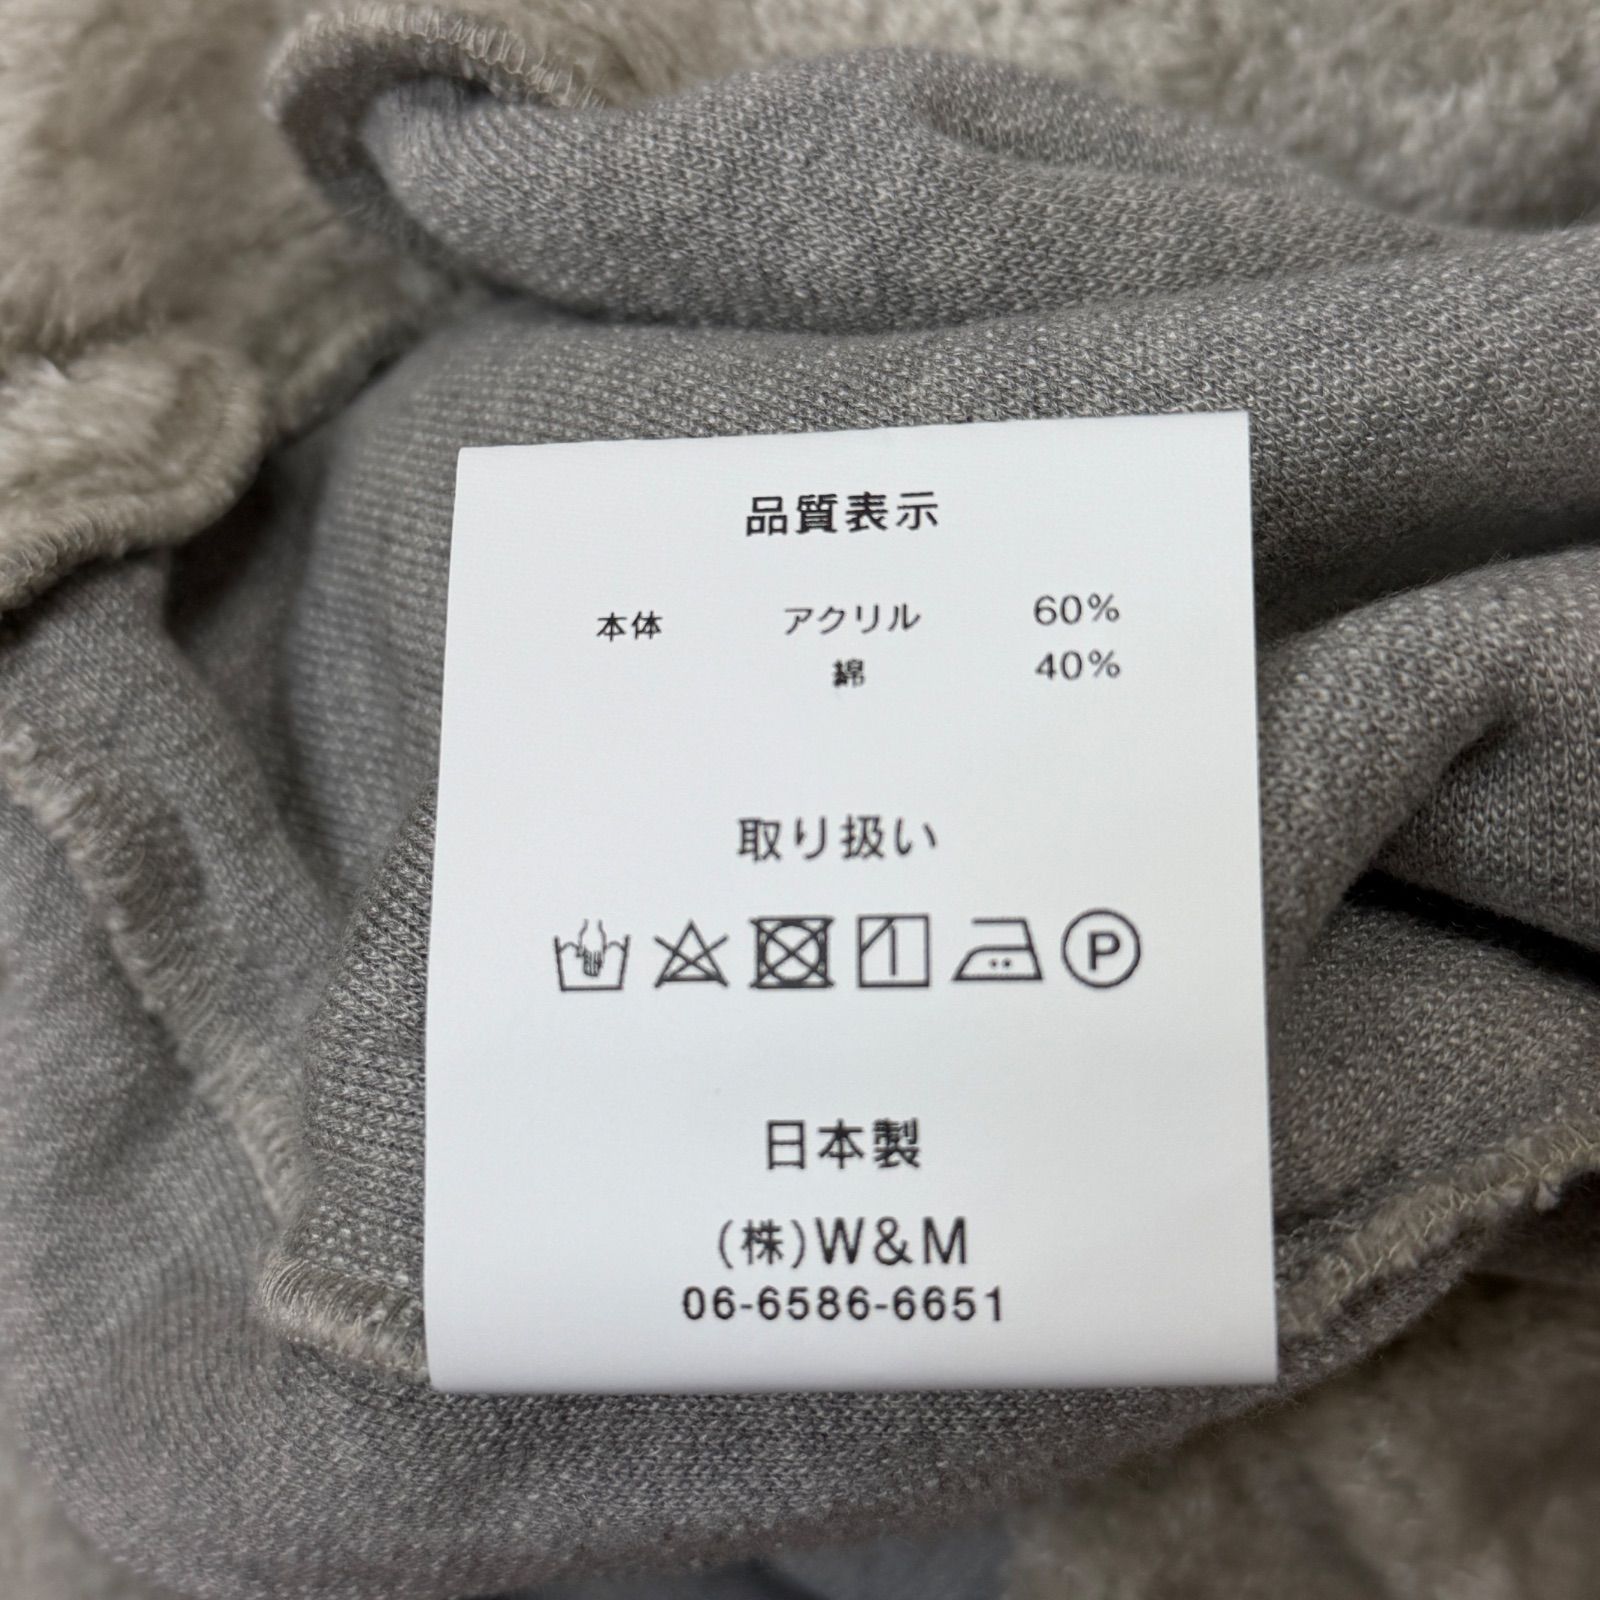 品質表示
本体 アクリル 60%
綿 40%
取り扱い
P
日本製
(株)W&M
06-6586-6651